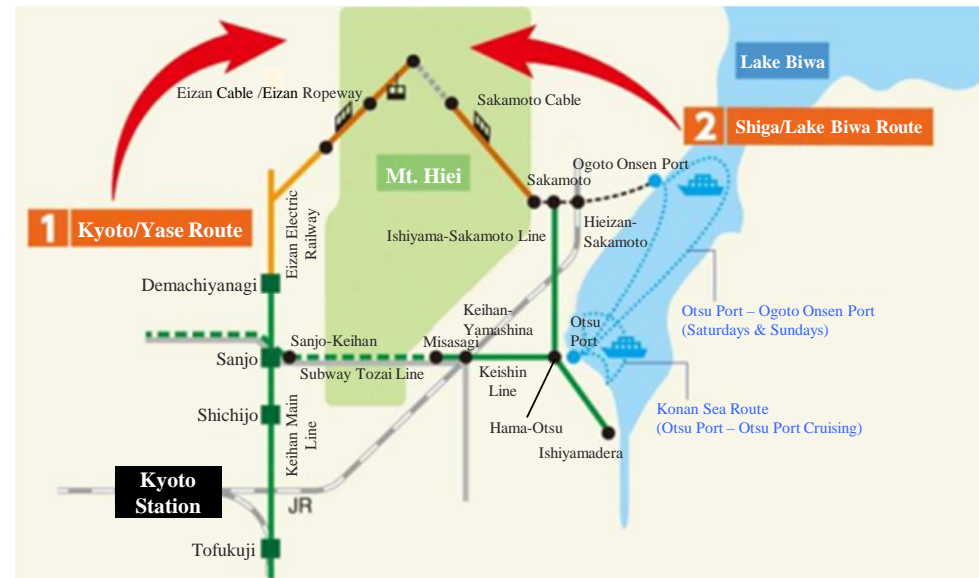 Lake Biwa
Eizan Cable /Eizan Ropeway
Sakamoto Cable
2 Shiga/Lake Biwa Route
Ogoto Onsen Port
Mt. Hiei
Sakamoto
1 Kyoto/Yase Route
Eizan Electric
Railway
Ishiyama-Sakamoto Line
Hieizan-
Sakamoto
Demachiyanagi
Otsu Port – Ogoto Onsen Port
(Saturdays & Sundays)
Keihan-
Yamashina
Otsu
Port
Sanjo-Keihan
Misasagi
Sanjo
Subway Tozai Line
Keishin
Line
Shichijo
Keihan Main
Line
Hama-Otsu
Konan Sea Route
(Otsu Port – Otsu Port Cruising)
Ishiyamadera
Kyoto
Station
JR
Tofukuji